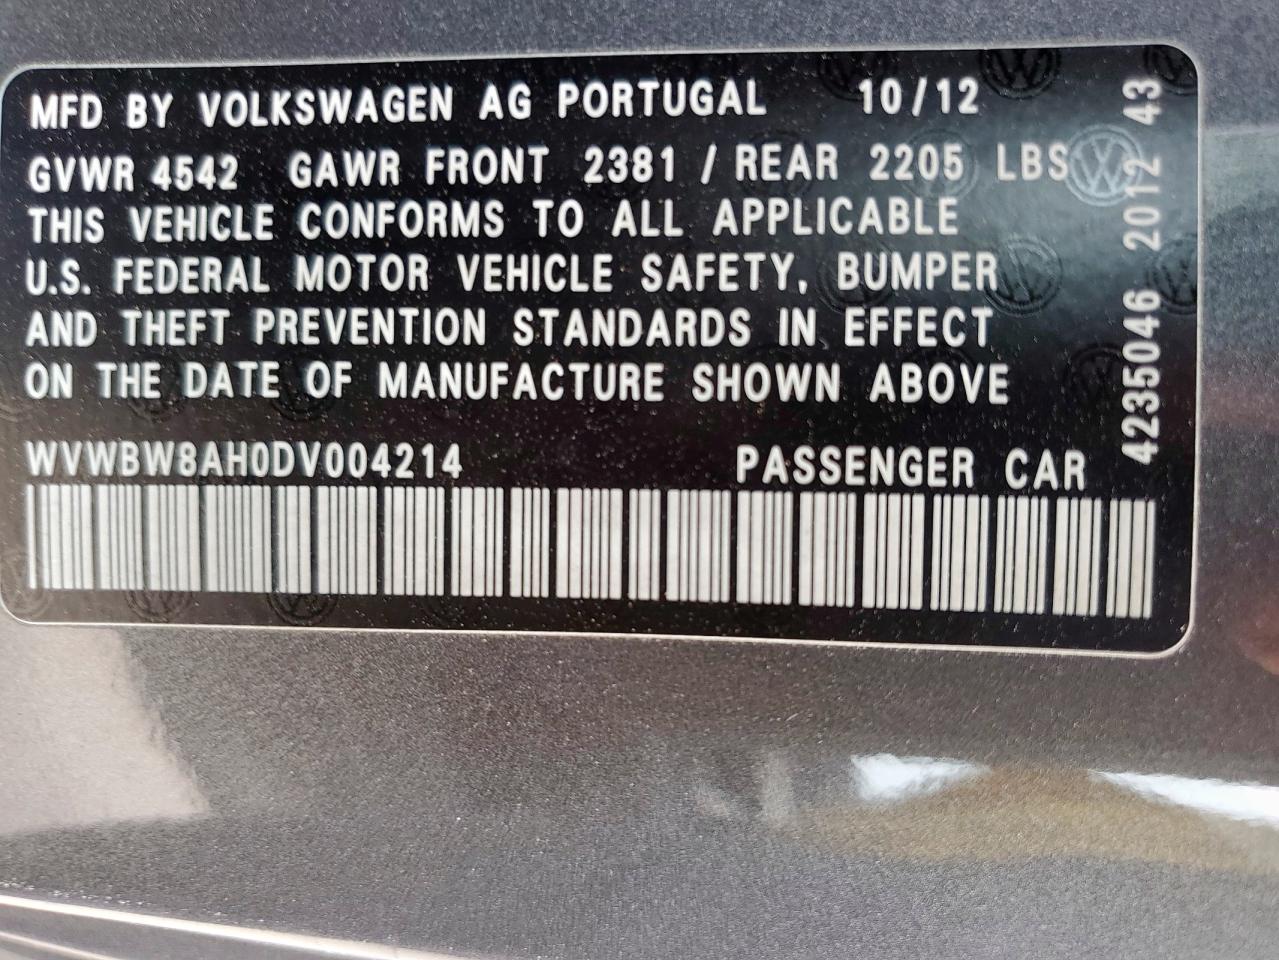 MFD BY VOLKSWAGEN AG PORTUGAL 10/12
GVWR 4542 GAWR FRONT 2381 / REAR 2205 LBS
THIS VEHICLE CONFORMS TO ALL APPLICABLE
U.S. FEDERAL MOTOR VEHICLE SAFETY, BUMPER
AND THEFT PREVENTION STANDARDS IN EFFECT
ON THE DATE OF MANUFACTURE SHOWN ABOVE
WVWBW8AH0DV004214 PASSENGER CAR
4235046 2012 43